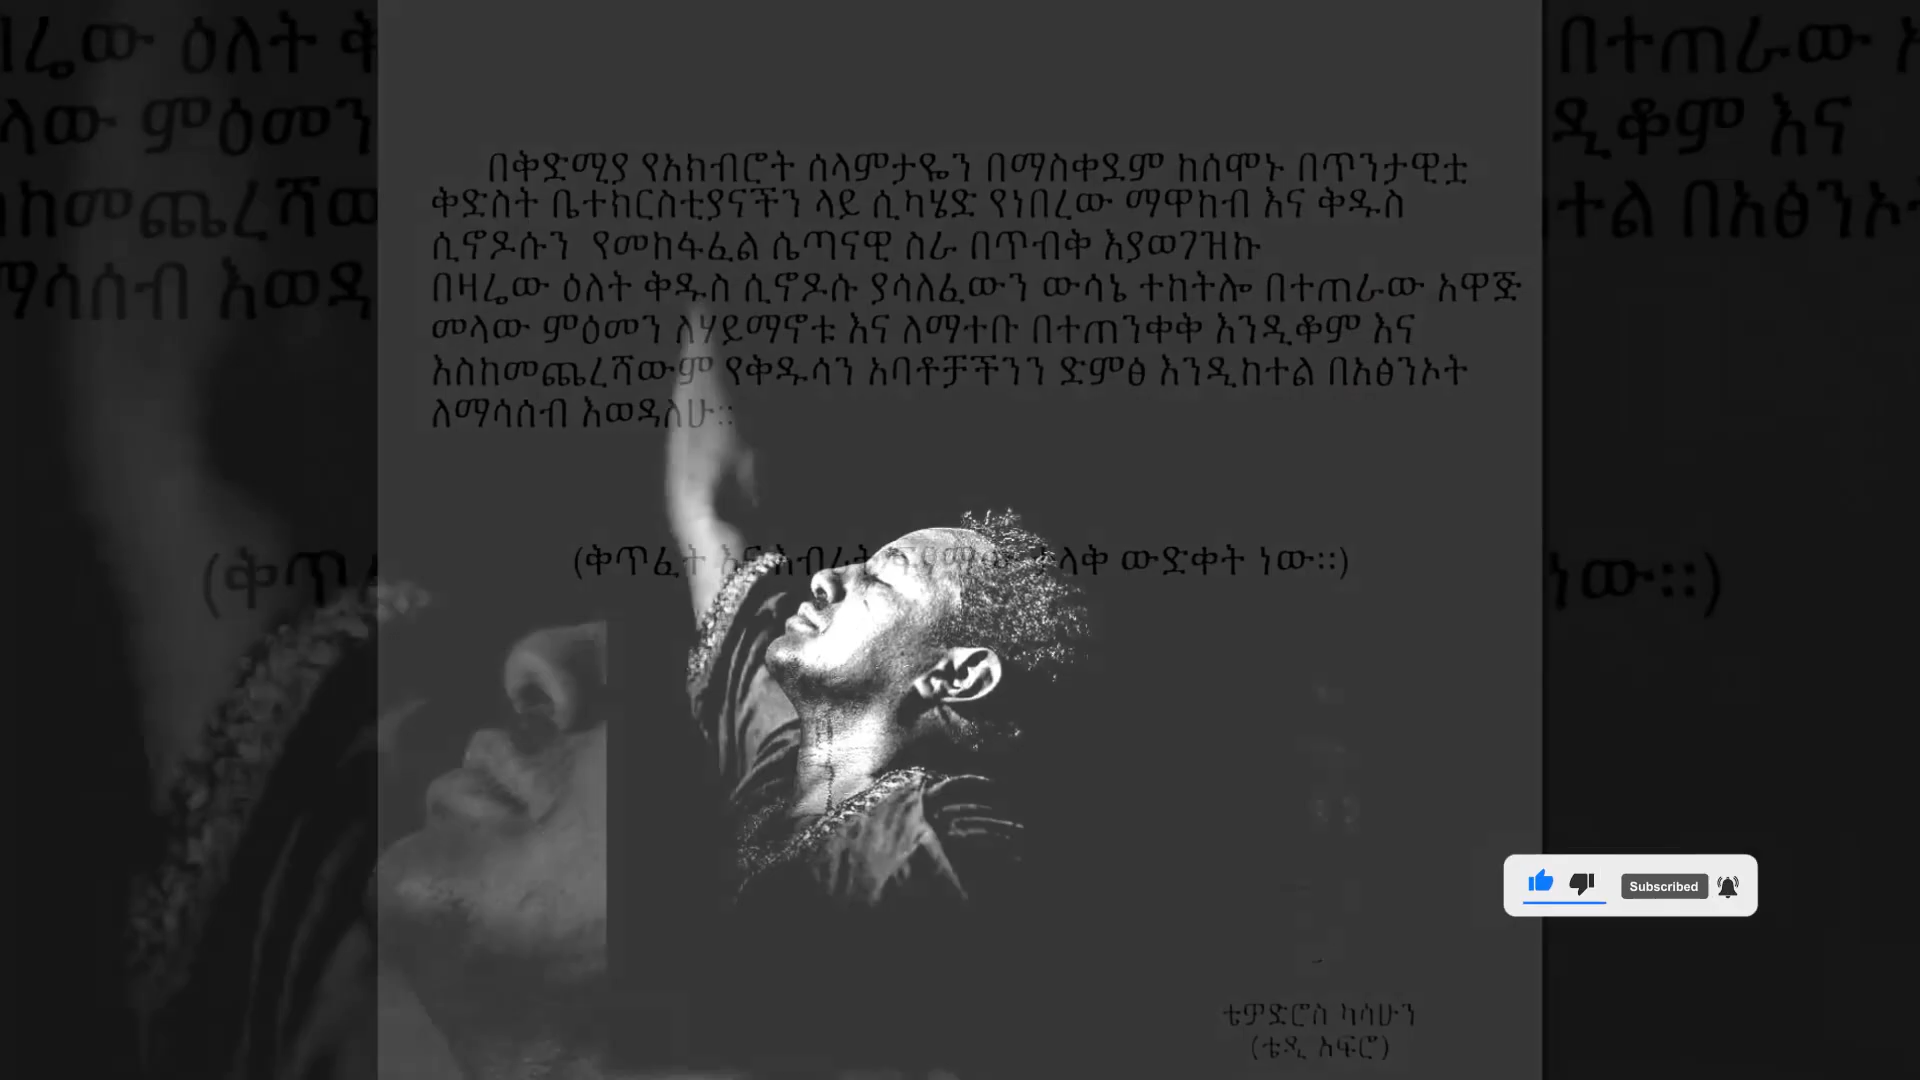 በቅድሚያ የአክብሮት ሰላምታዬን በማስቀደም ከሰሞኑ በጥንታዊቷ
ቅድስት ቤተክርስቲያናችን ላይ ሲካሄድ የነበረው ማዋከብ እና ቅዱስ
ሲኖዶሱን የመከፋፈል ሴጣናዊ ስራ በጥብቅ እያወገዝኩ
በዛሬው ዕለት ቅዱስ ሲኖዶሱ ያሳለፈውን ውሳኔ ተከትሎ በተጠራው አዋጅ
መላው ምዕመን ለሃይማኖቱ እና ለማተቡ በተጠንቀቅ እንዲቆም እና
እስከመጨረሻውም የቅዱሳን አባቶቻችንን ድምፅ እንዲከተል በአፅንኦት
ለማሳሰብ እወዳለሁ።
(ቅጥፈት እና ውድቀት ነው።)
Subscribed
ቴዎድሮስ ካሳሁን
(ቴዲ አፍሮ)